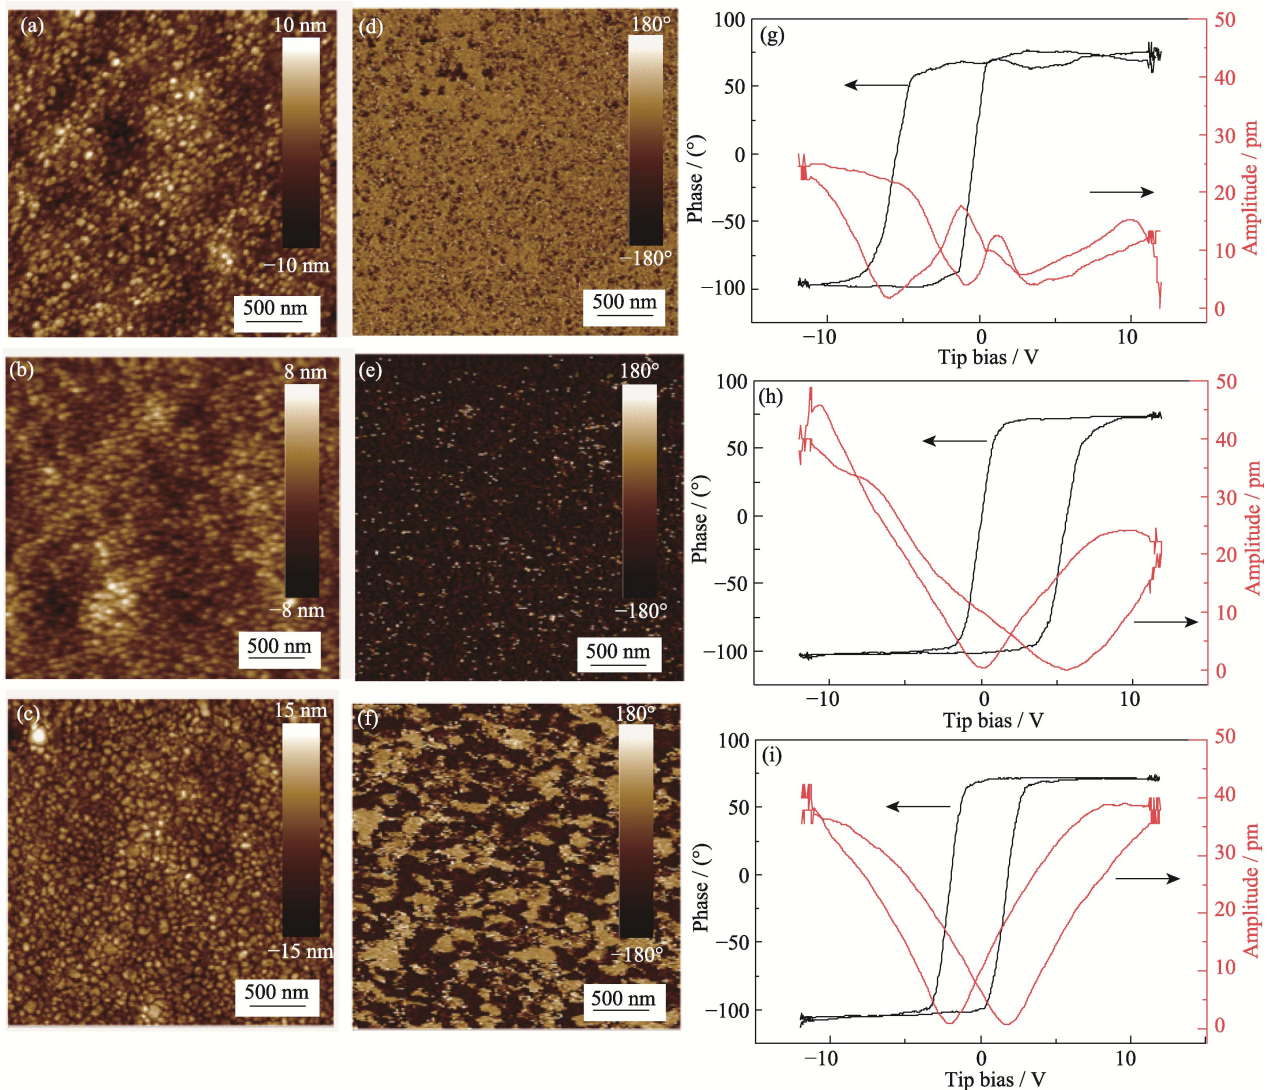 (a)
10 nm
−10 nm
500 nm
(d)
180°
−180°
500 nm
(g)
100
75
50
0
−50
−100
Phase / (°)
50
40
30
20
10
0
Amplitude / pm
−10
0
10
Tip bias / V
(b)
8 nm
−8 nm
500 nm
(e)
180°
−180°
500 nm
(h)
100
50
0
−50
−100
Phase / (°)
50
40
30
20
10
0
Amplitude / pm
−10
0
10
Tip bias / V
(c)
15 nm
−15 nm
500 nm
(f)
180°
−180°
500 nm
(i)
100
50
0
−50
−100
Phase / (°)
50
40
30
20
10
0
Amplitude / pm
−10
0
10
Tip bias / V